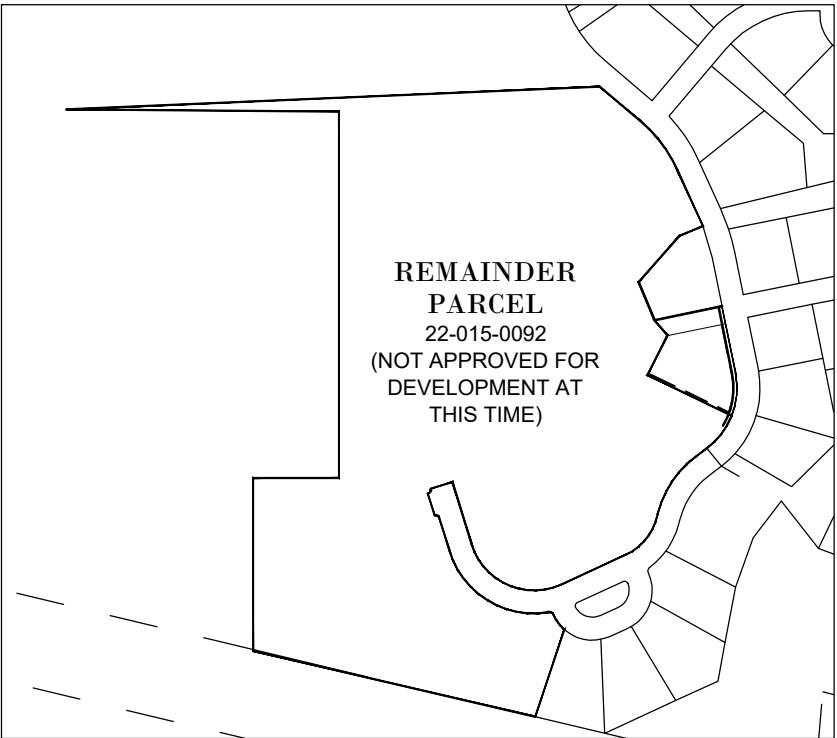 REMAINDER
PARCEL
22-015-0092
(NOT APPROVED FOR
DEVELOPMENT AT
THIS TIME)